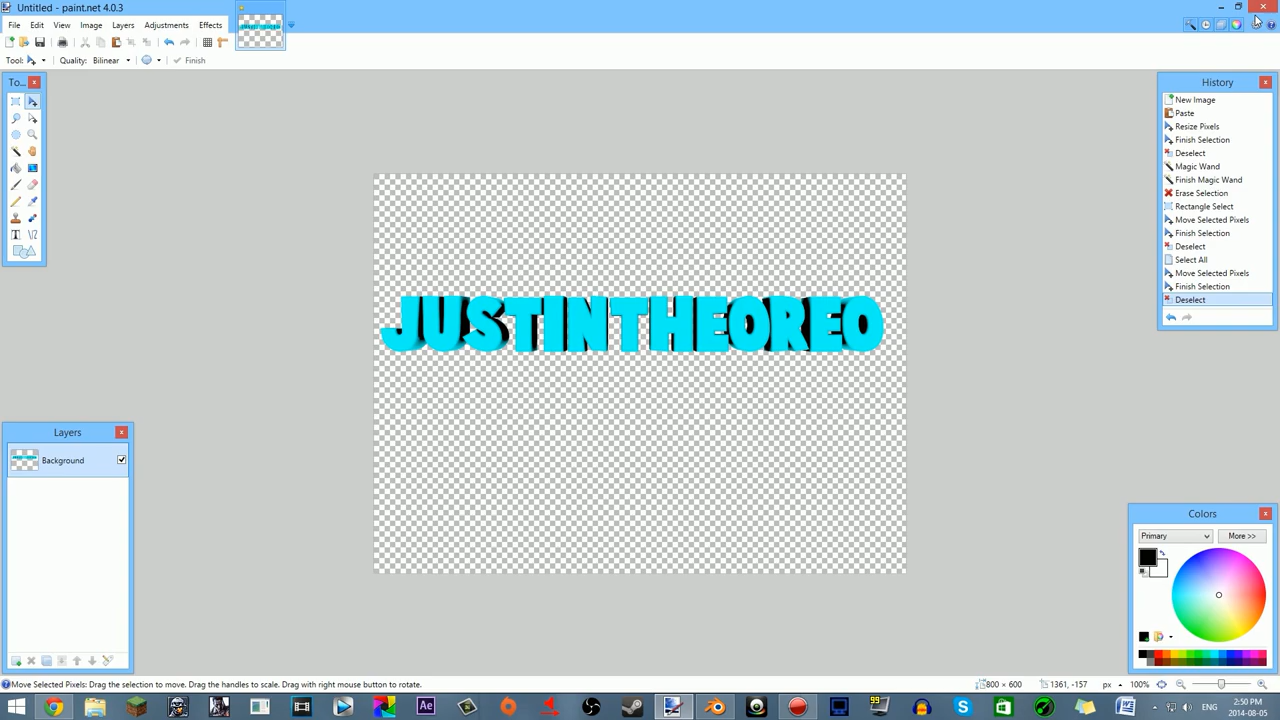 Untitled - paint.net 4.0.3
File Edit View Image Layers Adjustments Effects
Tool: Quality: Bilinear Finish
To...
History
New Image
Paste
Resize Pixels
Finish Selection
Deselect
Magic Wand
Finish Magic Wand
Erase Selection
Rectangle Select
Move Selected Pixels
Finish Selection
Deselect
Select All
Move Selected Pixels
Finish Selection
Deselect
JUSTINTHEOREO
Layers
Background
Colors
Primary More >>
Move Selected Pixels: Drag the selection to move. Drag the handles to scale. Drag with right mouse button to rotate.
800 × 600 1361, -157 px 100%
Ae 99 ENG 2:50 PM
2014-08-05